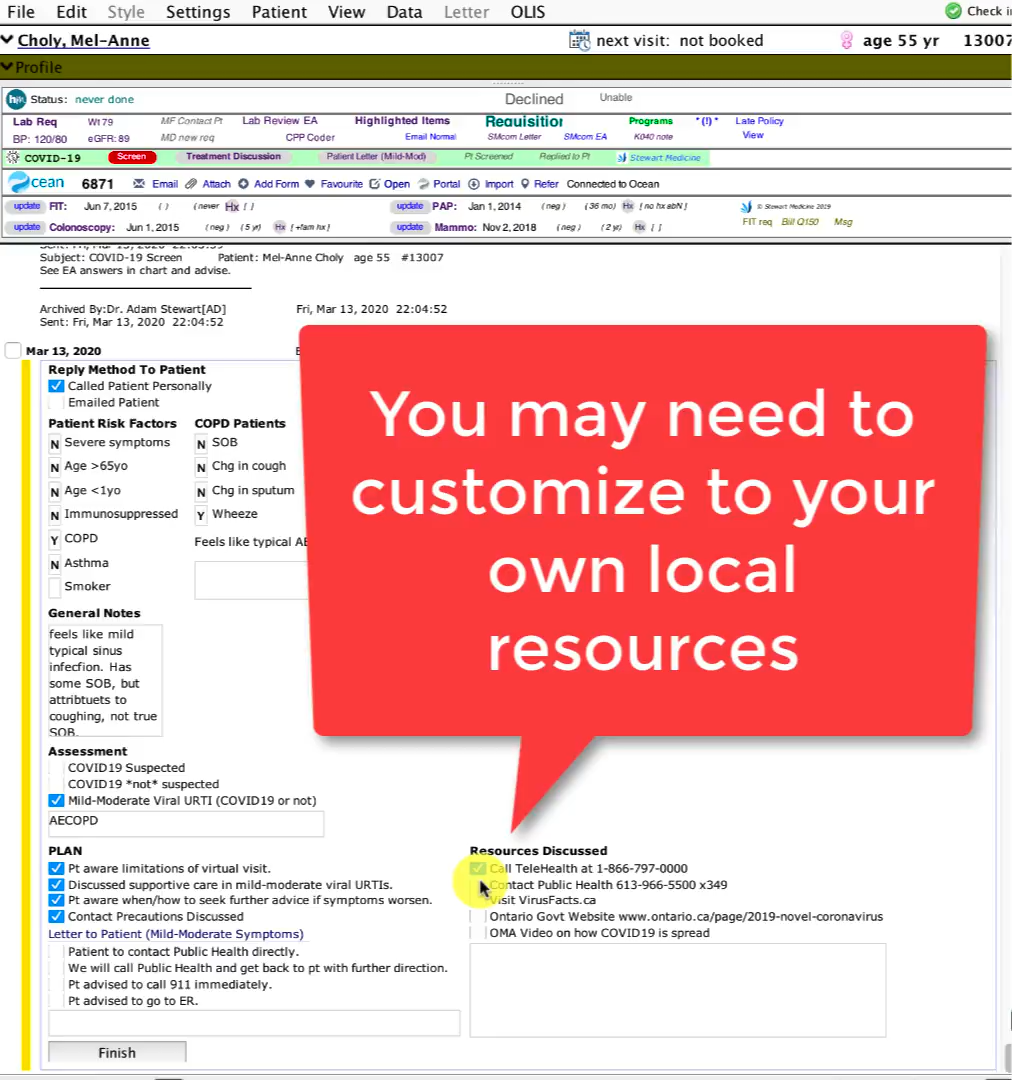 File Edit Style Settings Patient View Data Letter OLIS Check in
Choly, Mel-Anne next visit: not booked age 55 yr 13007
Profile
Status: never done Declined Unable
Lab Req Wt 79 MF Contact Pt Lab Review EA Highlighted Items Requisition Programs *(!)* Late Policy
BP: 120/80 eGFR: 89 MD new req CPP Coder Email Normal SMcom Letter SMcom EA K040 note View
COVID-19 Screen Treatment Discussion Patient Letter (Mild-Mod) Pt Screened Replied to Pt Stewart Medicine
Ocean 6871 Email Attach Add Form Favourite Open Portal Import Refer Connected to Ocean
update FIT: Jun 7, 2015 ( ) (never Hx [ ] update PAP: Jan 1, 2014 (neg) (36 mo) Hx [no hx abN] © Stewart Medicine 2019
update Colonoscopy: Jun 1, 2015 (neg) (5 yr) Hx [+fam hx] update Mammo: Nov 2, 2018 (neg) (2 yr) Hx [ ] FIT req Bill Q150 Msg
Sent: Fri, Mar 13, 2020 22:03:59
Subject: COVID-19 Screen Patient: Mel-Anne Choly age 55 #13007
See EA answers in chart and advise.
Archived By:Dr. Adam Stewart[AD] Fri, Mar 13, 2020 22:04:52
Sent: Fri, Mar 13, 2020 22:04:52
Mar 13, 2020
Reply Method To Patient
Called Patient Personally
Emailed Patient
Patient Risk Factors COPD Patients
N Severe symptoms N SOB
N Age >65yo N Chg in cough
N Age <1yo N Chg in sputum
N Immunosuppressed Y Wheeze
Y COPD Feels like typical AE
N Asthma
Smoker
You may need to
customize to your
own local
resources
General Notes
feels like mild
typical sinus
infecfion. Has
some SOB, but
attribtuets to
coughing, not true
SOB.
Assessment
COVID19 Suspected
COVID19 *not* suspected
Mild-Moderate Viral URTI (COVID19 or not)
AECOPD
PLAN
Pt aware limitations of virtual visit.
Discussed supportive care in mild-moderate viral URTIs.
Pt aware when/how to seek further advice if symptoms worsen.
Contact Precautions Discussed
Letter to Patient (Mild-Moderate Symptoms)
Patient to contact Public Health directly.
We will call Public Health and get back to pt with further direction.
Pt advised to call 911 immediately.
Pt advised to go to ER.
Finish
Resources Discussed
Call TeleHealth at 1-866-797-0000
Contact Public Health 613-966-5500 x349
Visit VirusFacts.ca
Ontario Govt Website www.ontario.ca/page/2019-novel-coronavirus
OMA Video on how COVID19 is spread